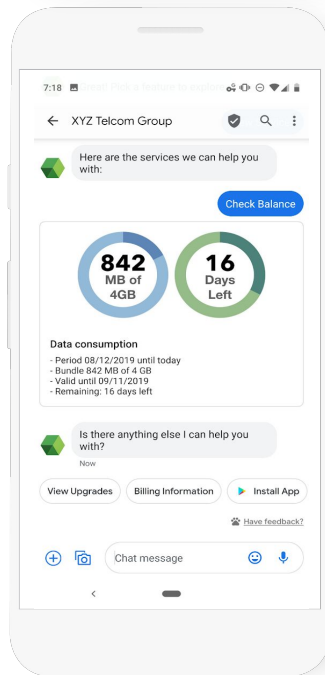 7:18
XYZ Telcom Group
Here are the services we can help you
with:
Check Balance
842
MB of
4GB
16
Days
Left
Data consumption
- Period 08/12/2019 until today
- Bundle 842 MB of 4 GB
- Valid until 09/11/2019
- Remaining: 16 days left
Is there anything else I can help you
with?
Now
View Upgrades
Billing Information
Install App
Have feedback?
Chat message